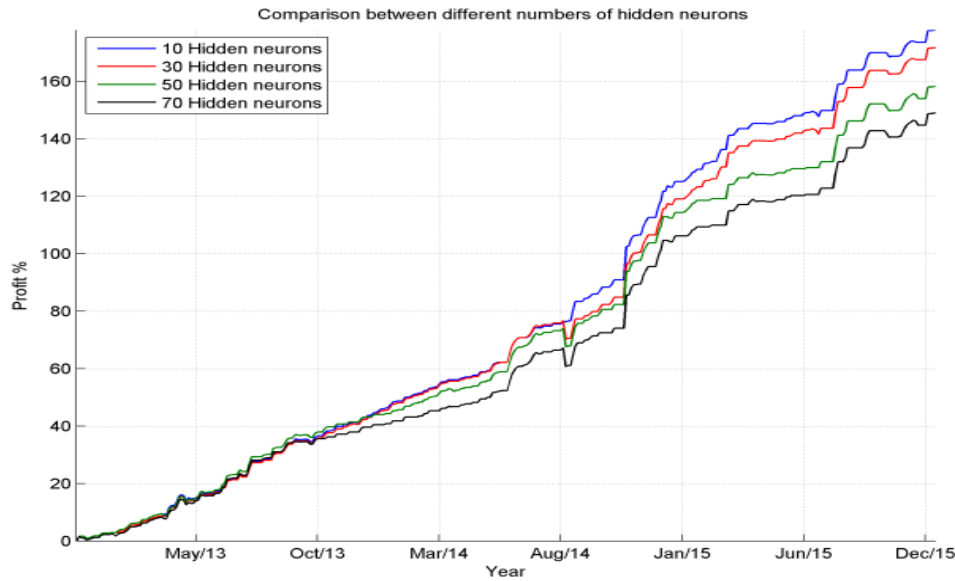 Comparison between different numbers of hidden neurons
10 Hidden neurons
30 Hidden neurons
50 Hidden neurons
70 Hidden neurons
Profit %
160
140
120
100
80
60
40
20
0
May/13 Oct/13 Mar/14 Aug/14 Jan/15 Jun/15 Dec/15
Year